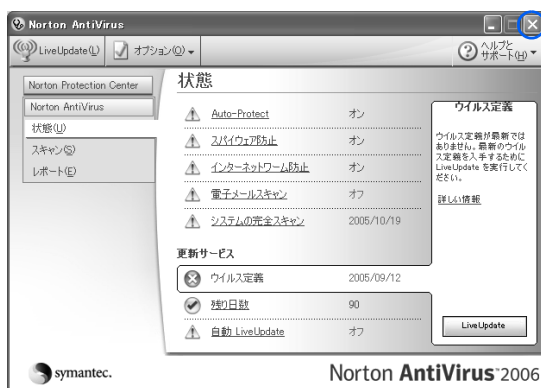 Norton AntiVirus
LiveUpdate(L)
オプション(O)
ヘルプと
サポート(H)
Norton Protection Center
Norton AntiVirus
状態(U)
スキャン(S)
レポート(E)
状態
Auto-Protect オン
スパイウェア防止 オン
インターネットワーム防止 オン
電子メールスキャン オフ
システムの完全スキャン 2005/10/19
更新サービス
ウイルス定義 2005/09/12
残り日数 90
自動 LiveUpdate オフ
ウイルス定義
ウイルス定義が最新では
ありません。最新のウイル
ス定義を入手するために
LiveUpdate を実行してく
ださい。
詳しい情報
LiveUpdate
symantec.
Norton AntiVirus 2006